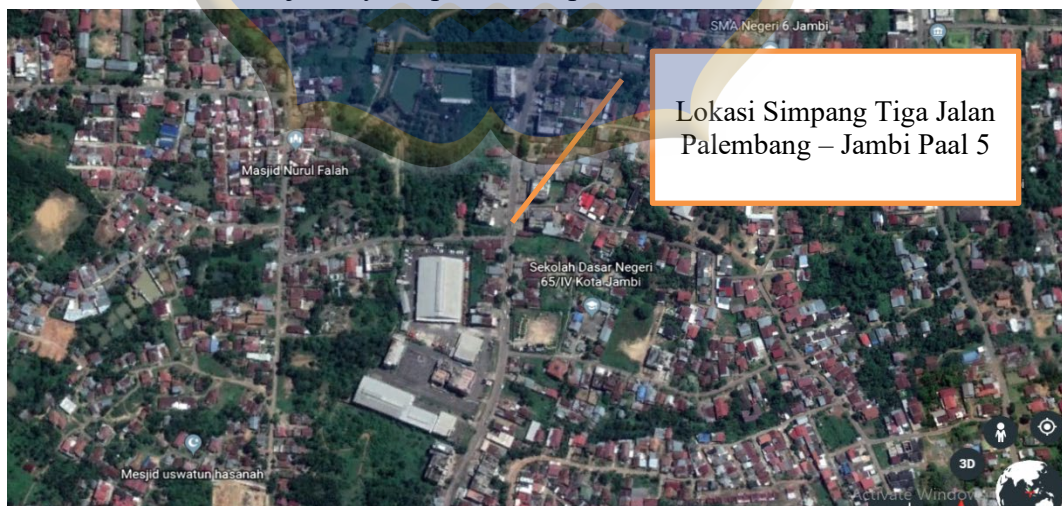 SMA Negeri 6 Jambi
Lokasi Simpang Tiga Jalan
Palembang – Jambi Paal 5
Masjid Nurul Falah
Sekolah Dasar Negeri
65/IV Kota Jambi
Mesjid uswatun hasanah
3D
Activate Windows